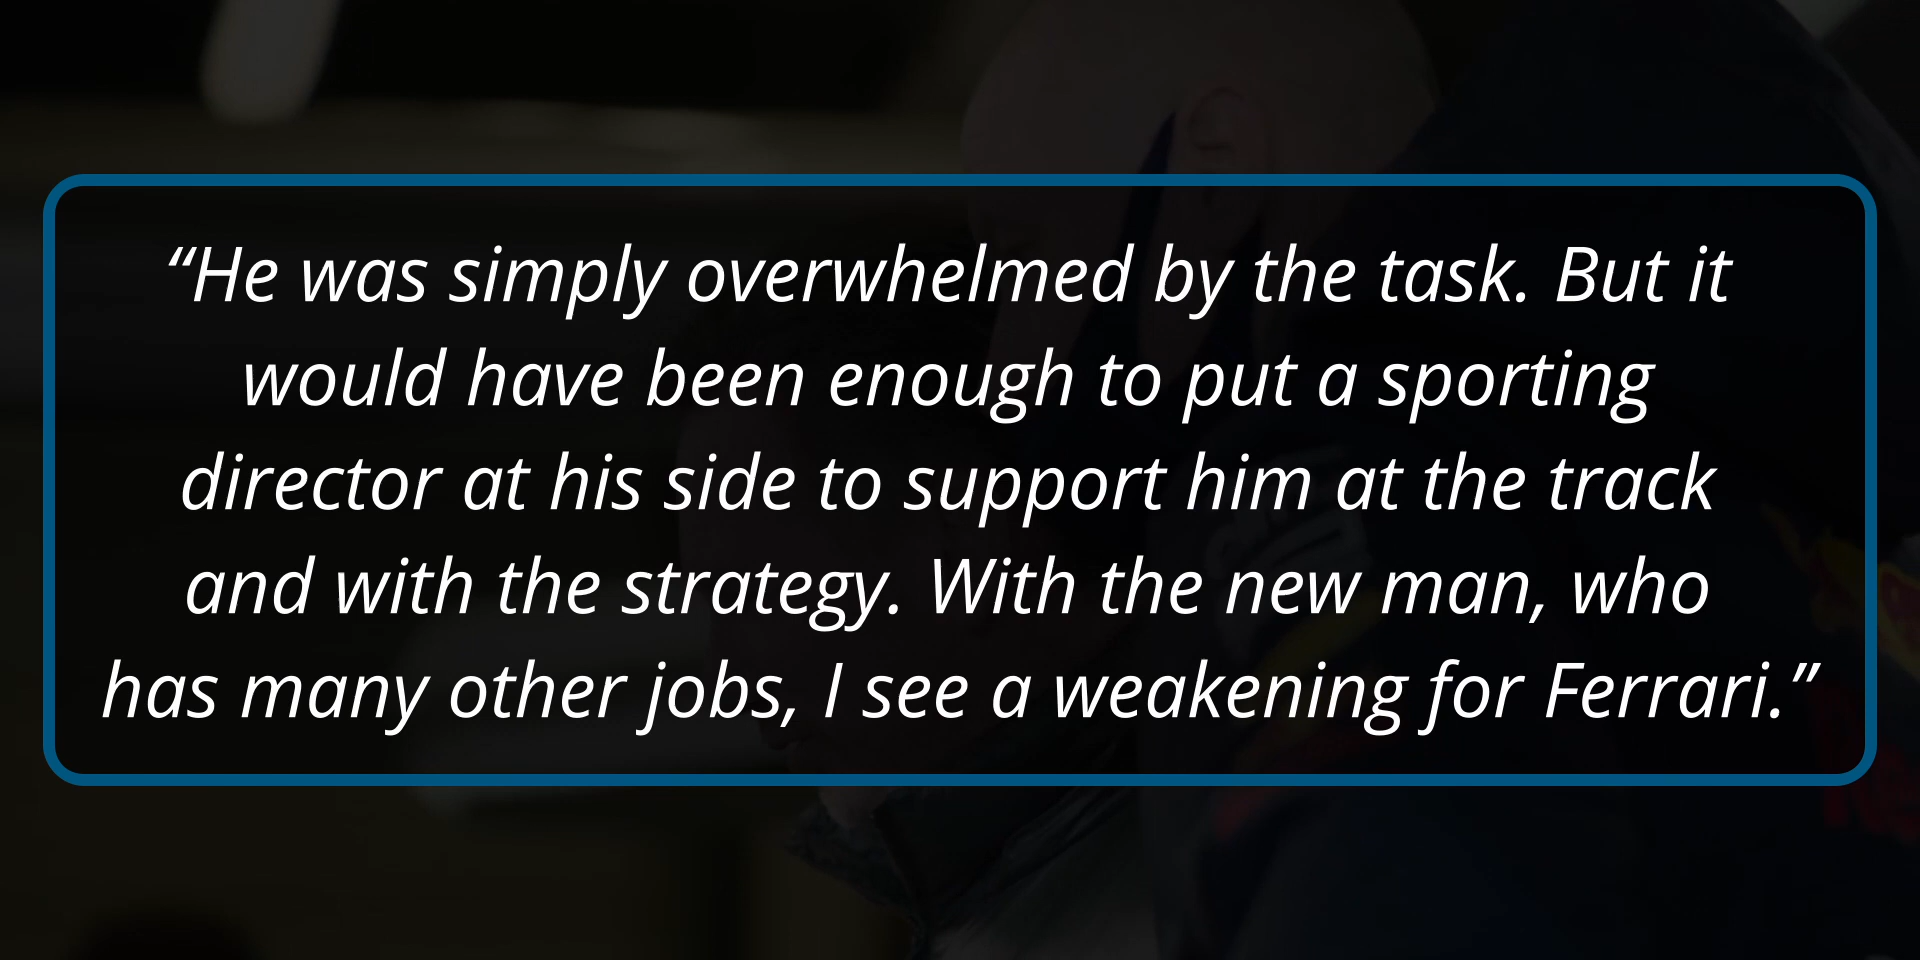 “He was simply overwhelmed by the task. But it
would have been enough to put a sporting
director at his side to support him at the track
and with the strategy. With the new man, who
has many other jobs, I see a weakening for Ferrari.”